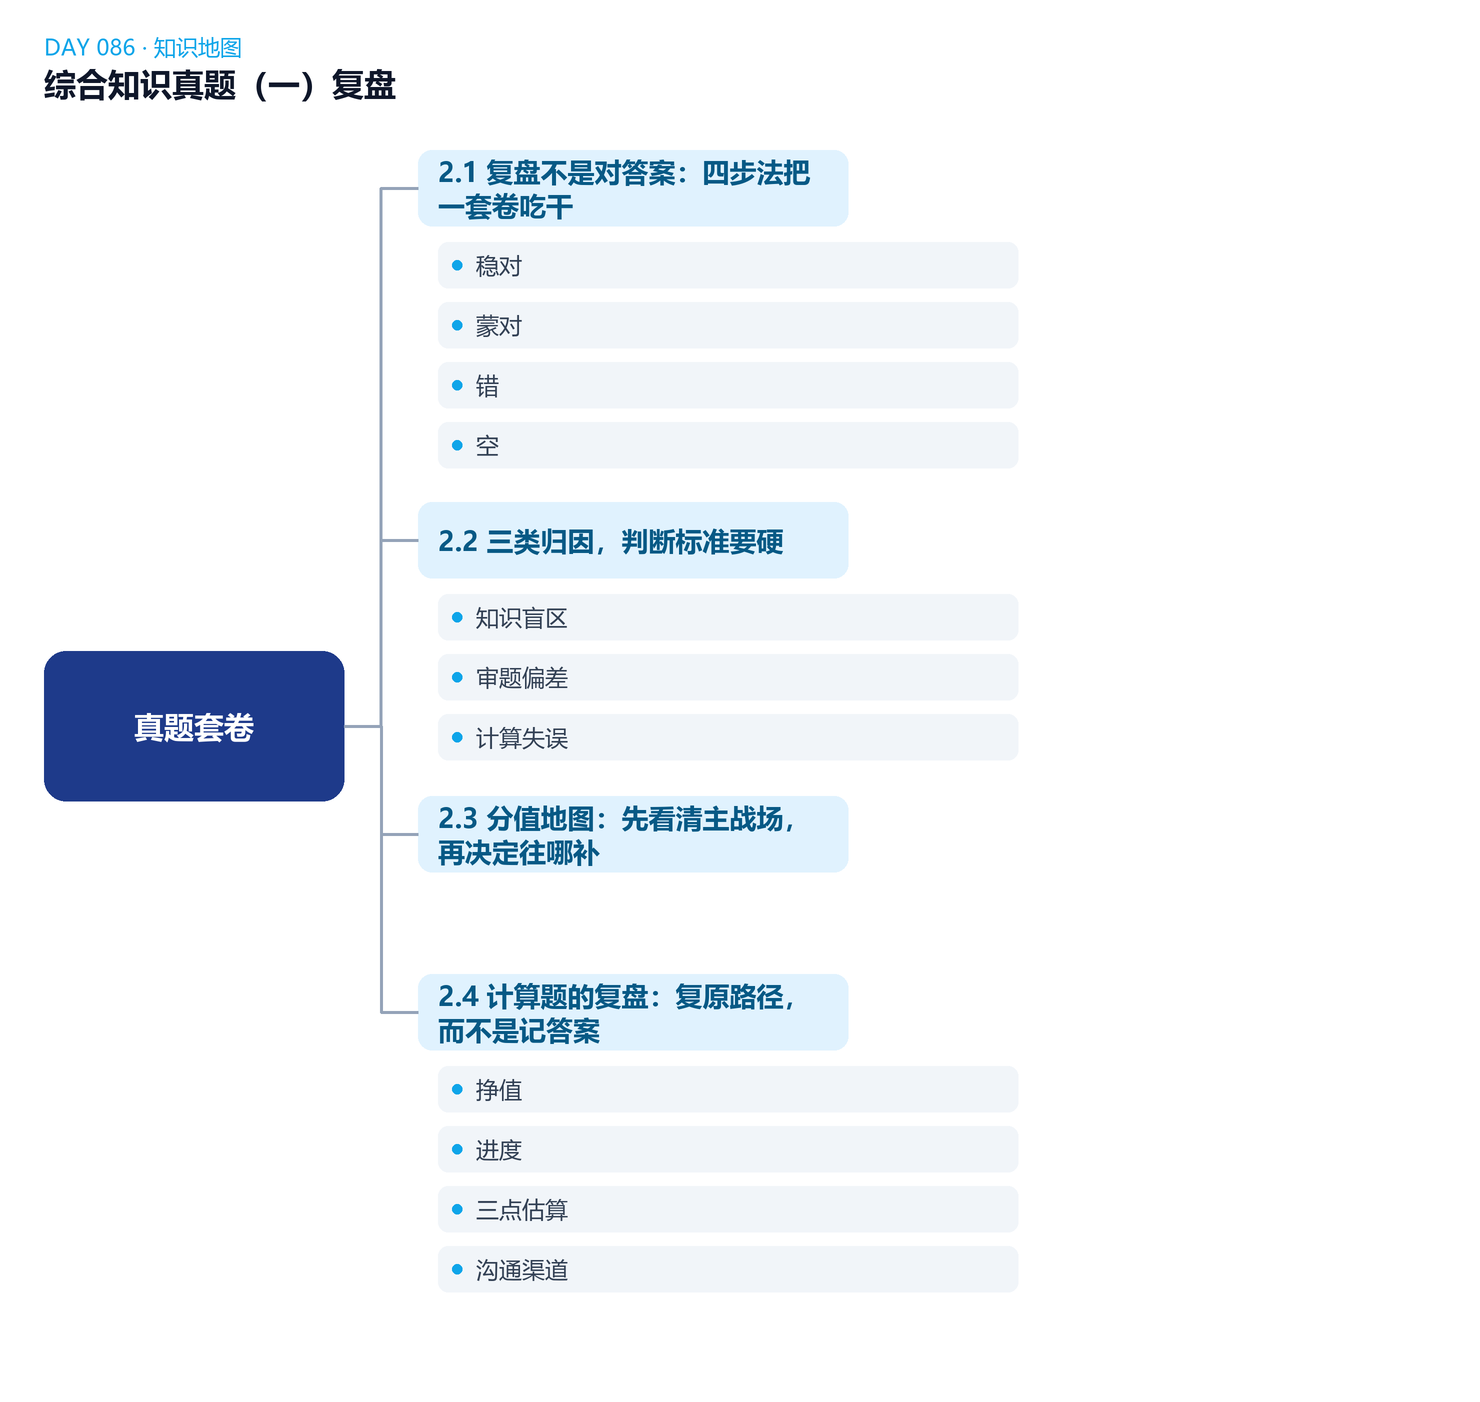 DAY 086 · 知识地图
综合知识真题（一）复盘
2.1 复盘不是对答案：四步法把
一套卷吃干
稳对
蒙对
错
空
2.2 三类归因，判断标准要硬
知识盲区
审题偏差
计算失误
真题套卷
2.3 分值地图：先看清主战场，
再决定往哪补
2.4 计算题的复盘：复原路径，
而不是记答案
挣值
进度
三点估算
沟通渠道